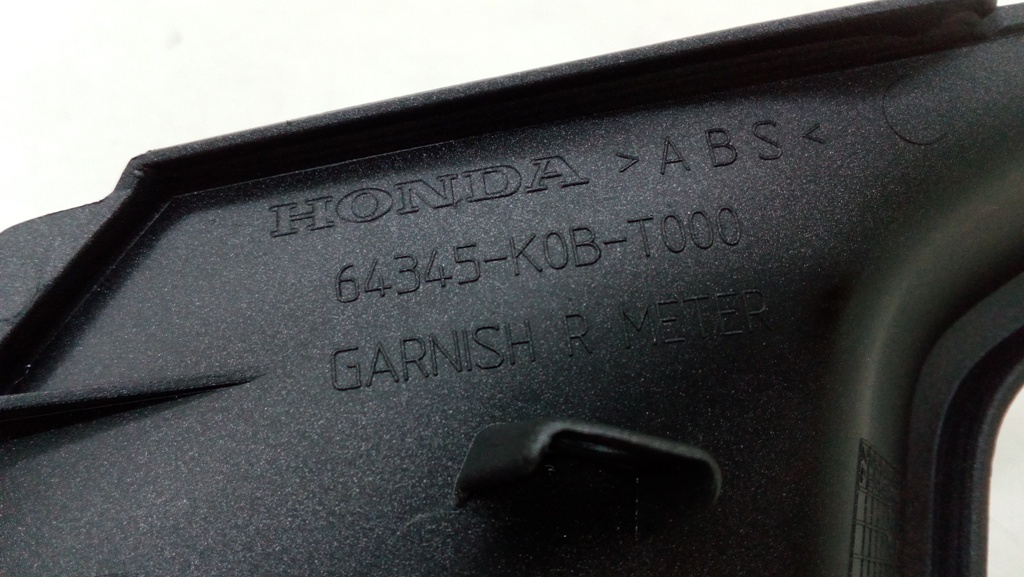 HONDA >ABS<
64345-K0B-T000
GARNISH R METER